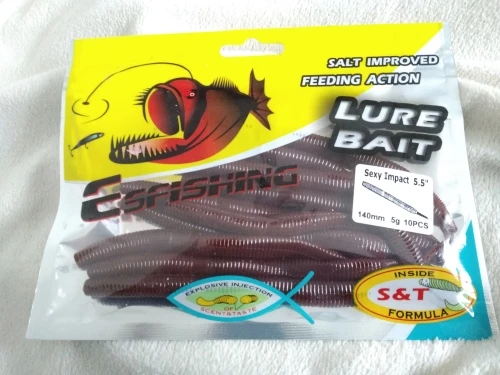 SALT IMPROVED
FEEDING ACTION
LURE
BAIT
ESFISHING
Sexy Impact 5.5"
140mm 5g 10PCS
EXPLOSIVE INJECTION
OF
SCENT&TASTE
INSIDE
S&T
FORMULA